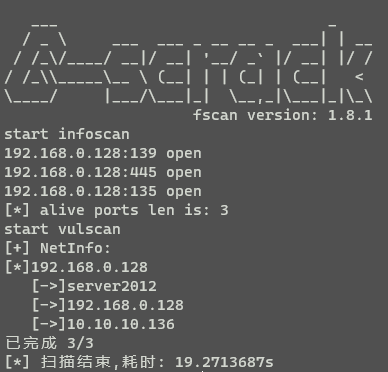 fscan version: 1.8.1
start infoscan
192.168.0.128:139 open
192.168.0.128:445 open
192.168.0.128:135 open
[*] alive ports len is: 3
start vulscan
[+] NetInfo:
[*]192.168.0.128
[->]server2012
[->]192.168.0.128
[->]10.10.10.136
已完成 3/3
[*] 扫描结束,耗时: 19.2713687s